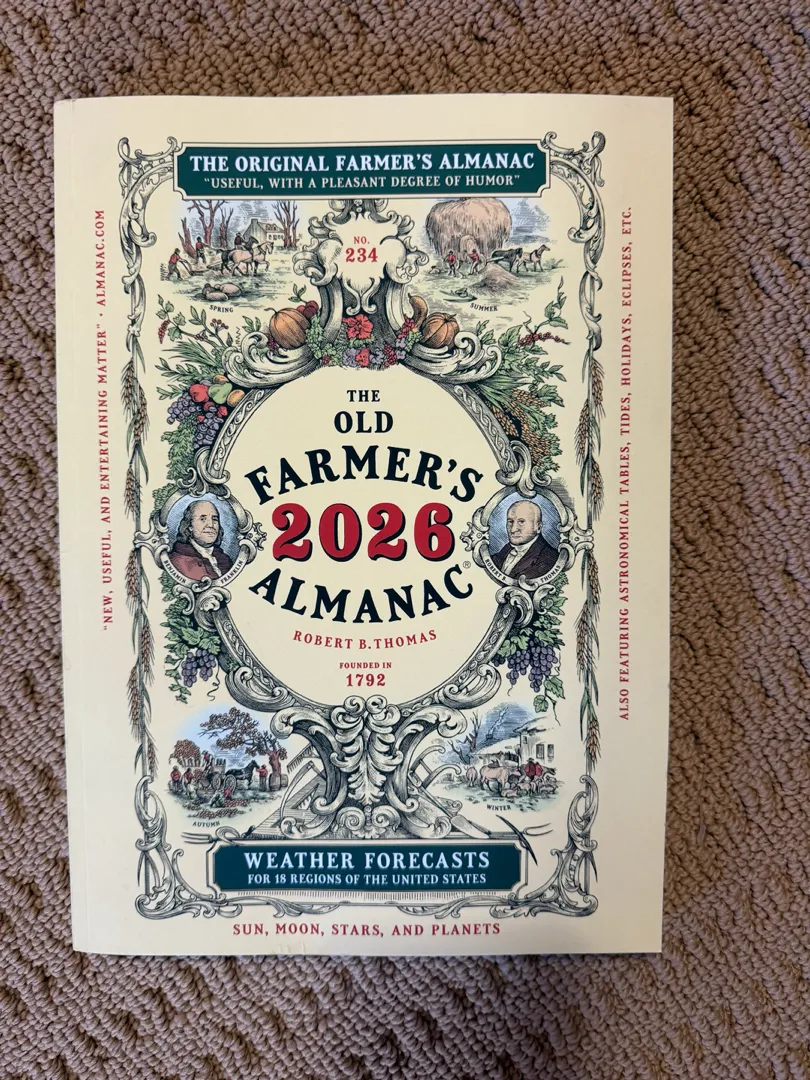 THE ORIGINAL FARMER'S ALMANAC
"USEFUL, WITH A PLEASANT DEGREE OF HUMOR"
NO.
234
SPRING
SUMMER
THE
OLD
FARMER'S
2026
ALMANAC®
BENJAMIN FRANKLIN
ROBERT B. THOMAS
ROBERT B. THOMAS
FOUNDED IN
1792
AUTUMN
WINTER
WEATHER FORECASTS
FOR 18 REGIONS OF THE UNITED STATES
SUN, MOON, STARS, AND PLANETS
"NEW, USEFUL, AND ENTERTAINING MATTER" · ALMANAC.COM
ALSO FEATURING ASTRONOMICAL TABLES, TIDES, HOLIDAYS, ECLIPSES, ETC.